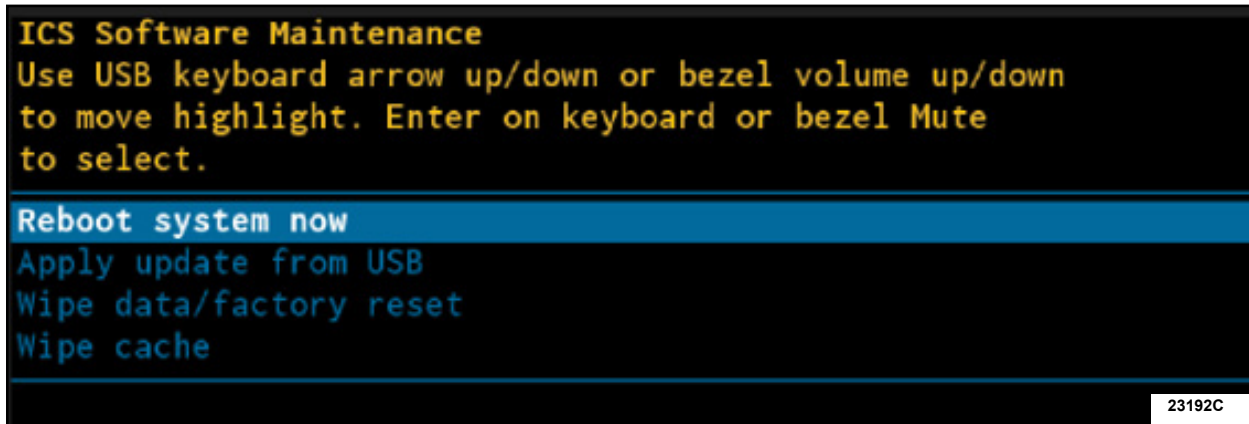 ICS Software Maintenance
Use USB keyboard arrow up/down or bezel volume up/down
to move highlight. Enter on keyboard or bezel Mute
to select.
Reboot system now
Apply update from USB
Wipe data/factory reset
Wipe cache
23192C